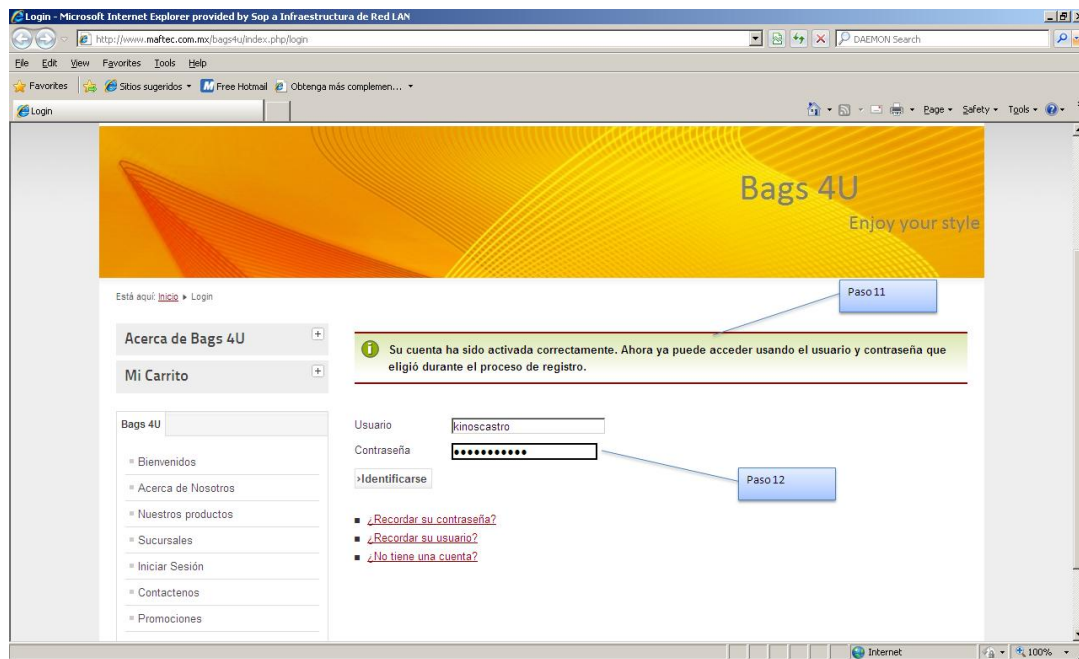 Login - Microsoft Internet Explorer provided by Sop a Infraestructura de Red LAN
http://www.maftec.com.mx/bags4u/index.php/login
DAEMON Search
File Edit View Favorites Tools Help
Favorites Sitios sugeridos Free Hotmail Obtenga más complemen...
Login
Page Safety Tools
Bags 4U
Enjoy your style
Está aquí: Inicio Login
Paso 11
Acerca de Bags 4U
Mi Carrito
Su cuenta ha sido activada correctamente. Ahora ya puede acceder usando el usuario y contraseña que
eligió durante el proceso de registro.
Bags 4U
Bienvenidos
Acerca de Nosotros
Nuestros productos
Sucursales
Iniciar Sesión
Contactenos
Promociones
Usuario kinoscastro
Contraseña •••••••••••
›Identificarse
Paso 12
¿Recordar su contraseña?
¿Recordar su usuario?
¿No tiene una cuenta?
Internet 100%